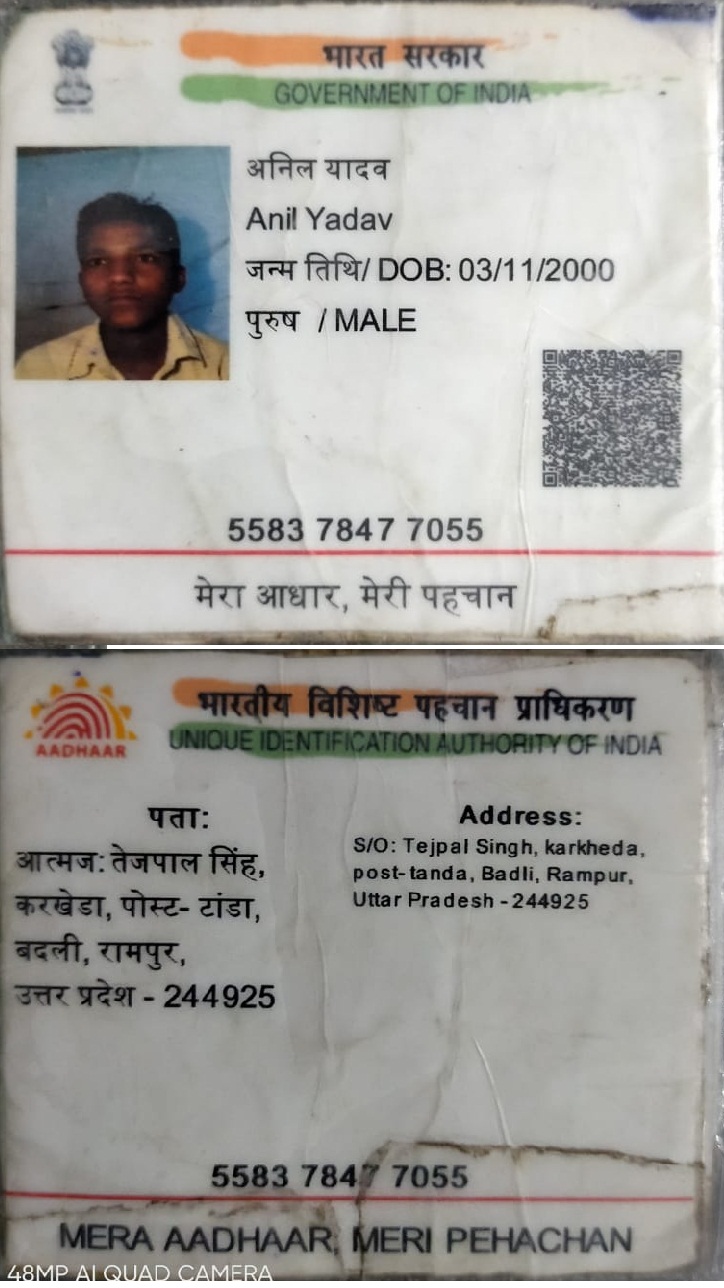 भारत सरकार
GOVERNMENT OF INDIA
अनिल यादव
Anil Yadav
जन्म तिथि/ DOB: 03/11/2000
पुरुष / MALE
5583 7847 7055
मेरा आधार, मेरी पहचान
भारतीय विशिष्ट पहचान प्राधिकरण
UNIQUE IDENTIFICATION AUTHORITY OF INDIA
AADHAAR
पता:
आत्मज: तेजपाल सिंह,
करखेडा, पोस्ट- टांडा,
बदली, रामपुर,
उत्तर प्रदेश - 244925
Address:
S/O: Tejpal Singh, karkheda,
post-tanda, Badli, Rampur,
Uttar Pradesh - 244925
5583 7847 7055
MERA AADHAAR, MERI PEHACHAN
48MP AI QUAD CAMERA